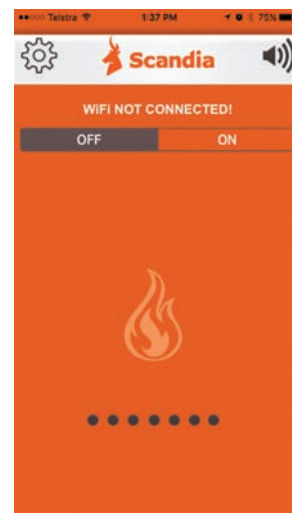 Telstra 1:37 PM 75%
Scandia
WiFi NOT CONNECTED!
OFF ON